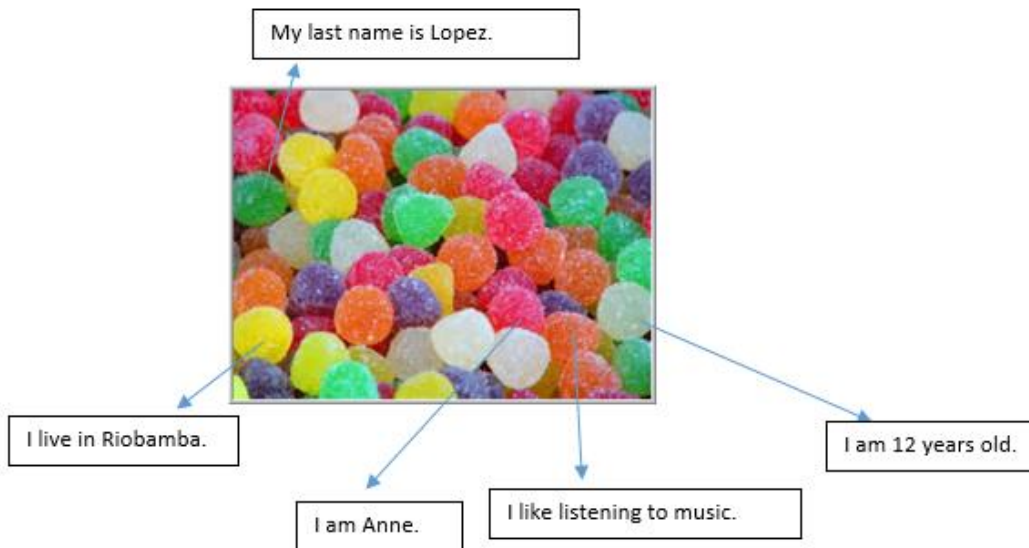 My last name is Lopez.
I live in Riobamba.
I am 12 years old.
I am Anne.
I like listening to music.